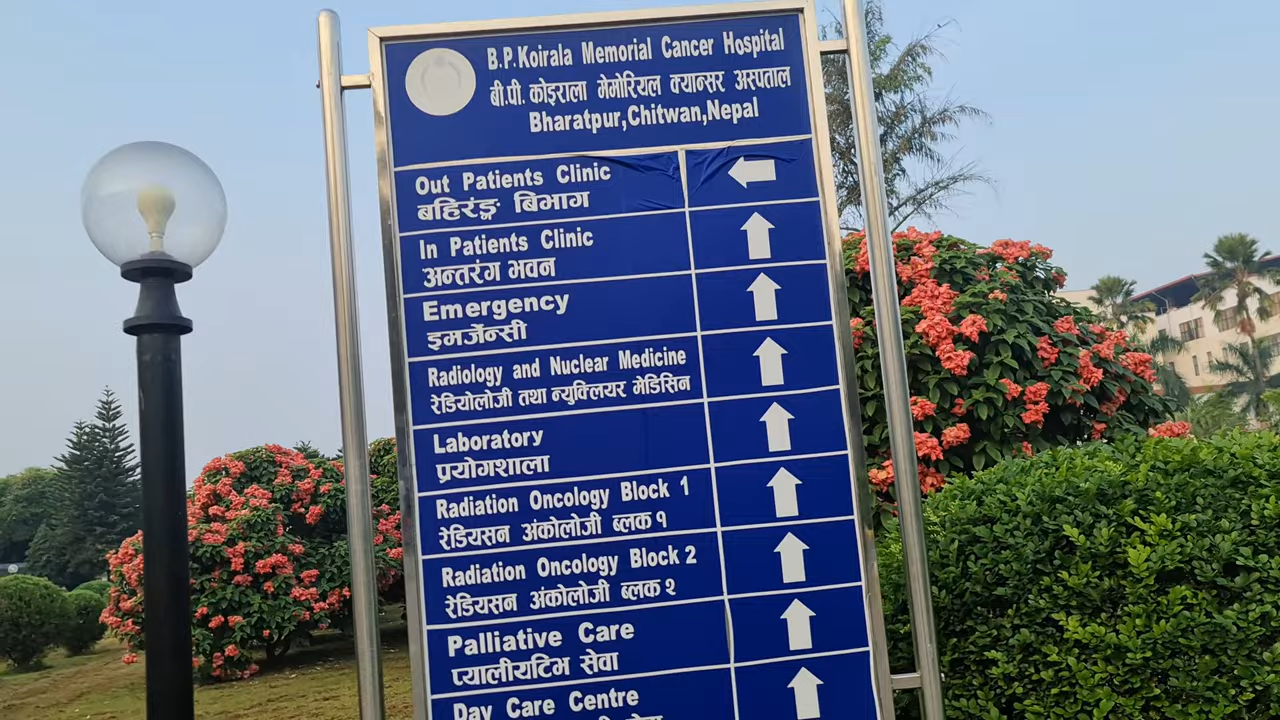 B.P.Koirala Memorial Cancer Hospital
बी.पी. कोइराला मेमोरियल क्यान्सर अस्पताल
Bharatpur,Chitwan,Nepal
Out Patients Clinic
बहिरंङ्ग बिभाग
In Patients Clinic
अन्तरंग भवन
Emergency
इमर्जेन्सी
Radiology and Nuclear Medicine
रेडियोलोजी तथा न्युक्लियर मेडिसिन
Laboratory
प्रयोगशाला
Radiation Oncology Block 1
रेडियसन अंकोलोजी ब्लक १
Radiation Oncology Block 2
रेडियसन अंकोलोजी ब्लक २
Palliative Care
प्यालीयटिभ सेवा
Day Care Centre